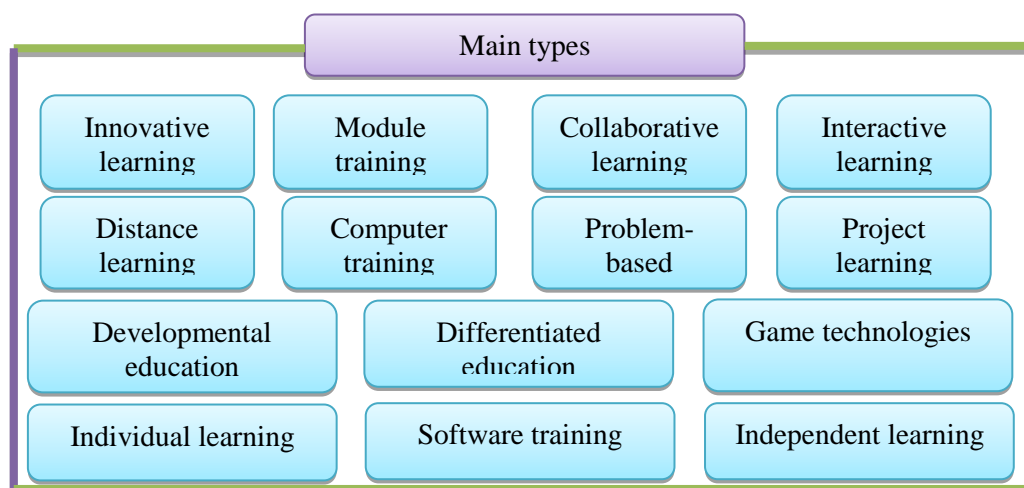 Main types
Innovative
learning
Module
training
Collaborative
learning
Interactive
learning
Distance
learning
Computer
training
Problem-
based
Project
learning
Developmental
education
Differentiated
education
Game technologies
Individual learning
Software training
Independent learning